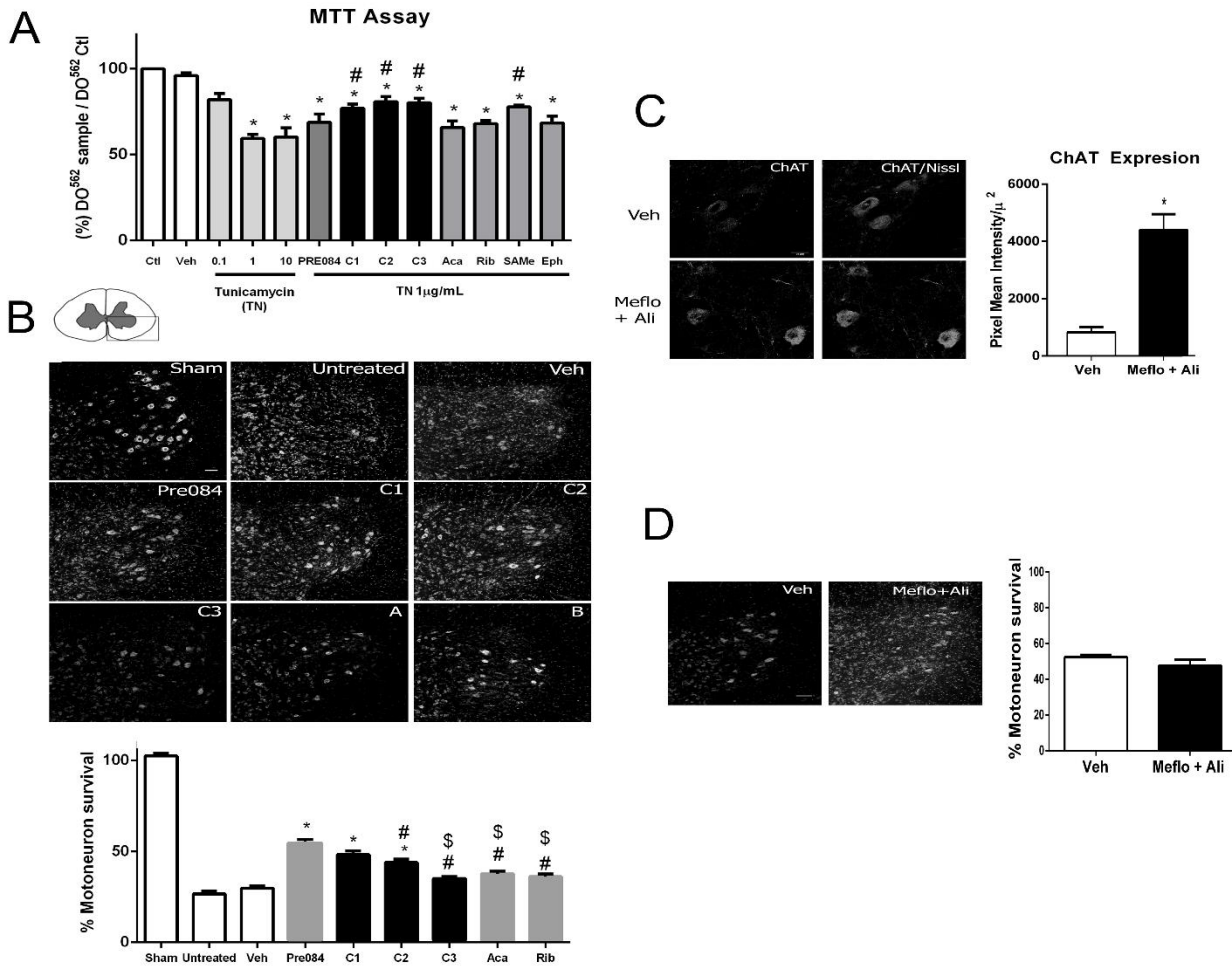 A
MTT Assay
(%) DO562 sample / DO562 Ctl
100
50
0
# # # #
* * * * * * * * * *
Ctl Veh 0.1 1 10 PRE084 C1 C2 C3 Aca Rib SAMe Eph
Tunicamycin
(TN)
TN 1μg/mL
B
Sham Untreated Veh
Pre084 C1 C2
C3 A B
% Motoneuron survival
100
50
0
* * # $ $ $
* # # #
Sham Untreated Veh Pre084 C1 C2 C3 Aca Rib
C
ChAT ChAT/Nissl
Veh
Meflo
+ Ali
ChAT Expresion
Pixel Mean Intensity/μ2
6000
4000
2000
0
*
Veh Meflo + Ali
D
Veh Meflo+Ali
% Motoneuron survival
100
80
60
40
20
0
Veh Meflo + Ali